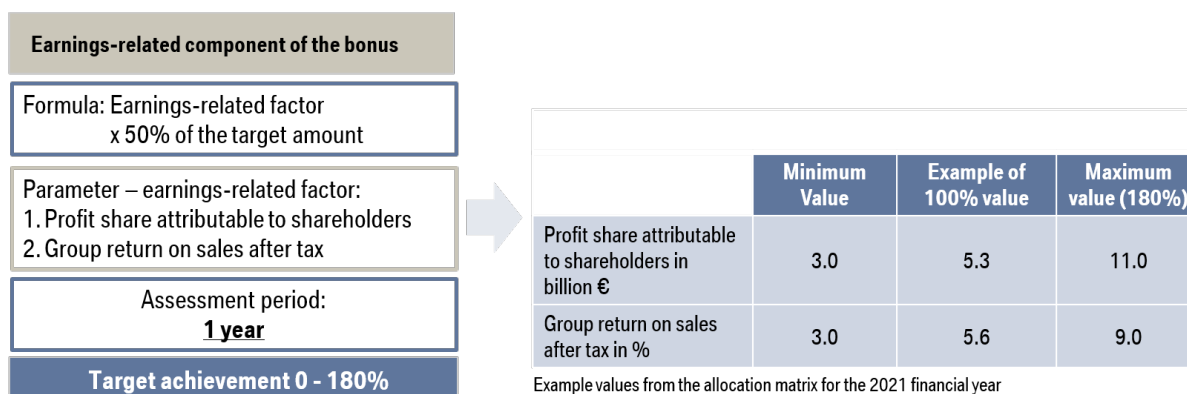 Earnings-related component of the bonus
Formula: Earnings-related factor
x 50% of the target amount
Parameter – earnings-related factor:
1. Profit share attributable to shareholders
2. Group return on sales after tax
Assessment period:
1 year
Target achievement 0 - 180%
Minimum Value
Example of 100% value
Maximum value (180%)
Profit share attributable
to shareholders in
billion €
3.0
5.3
11.0
Group return on sales
after tax in %
3.0
5.6
9.0
Example values from the allocation matrix for the 2021 financial year